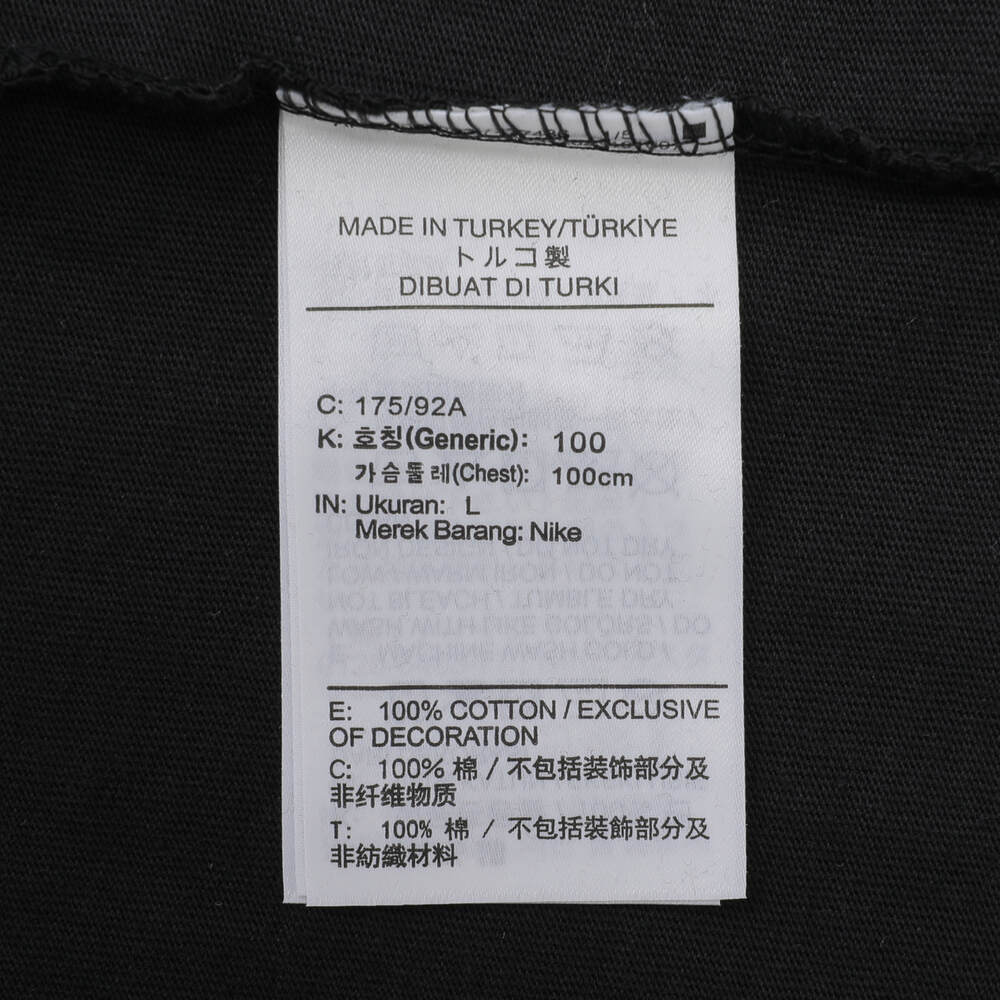 MADE IN TURKEY/TÜRKİYE
トルコ製
DIBUAT DI TURKI
C: 175/92A
K: 호칭(Generic): 100
가슴둘레(Chest): 100cm
IN: Ukuran: L
Merek Barang: Nike
E: 100% COTTON / EXCLUSIVE
OF DECORATION
C: 100% 棉 / 不包括装饰部分及
非纤维物质
T: 100% 棉 / 不包括裝飾部分及
非紡織材料